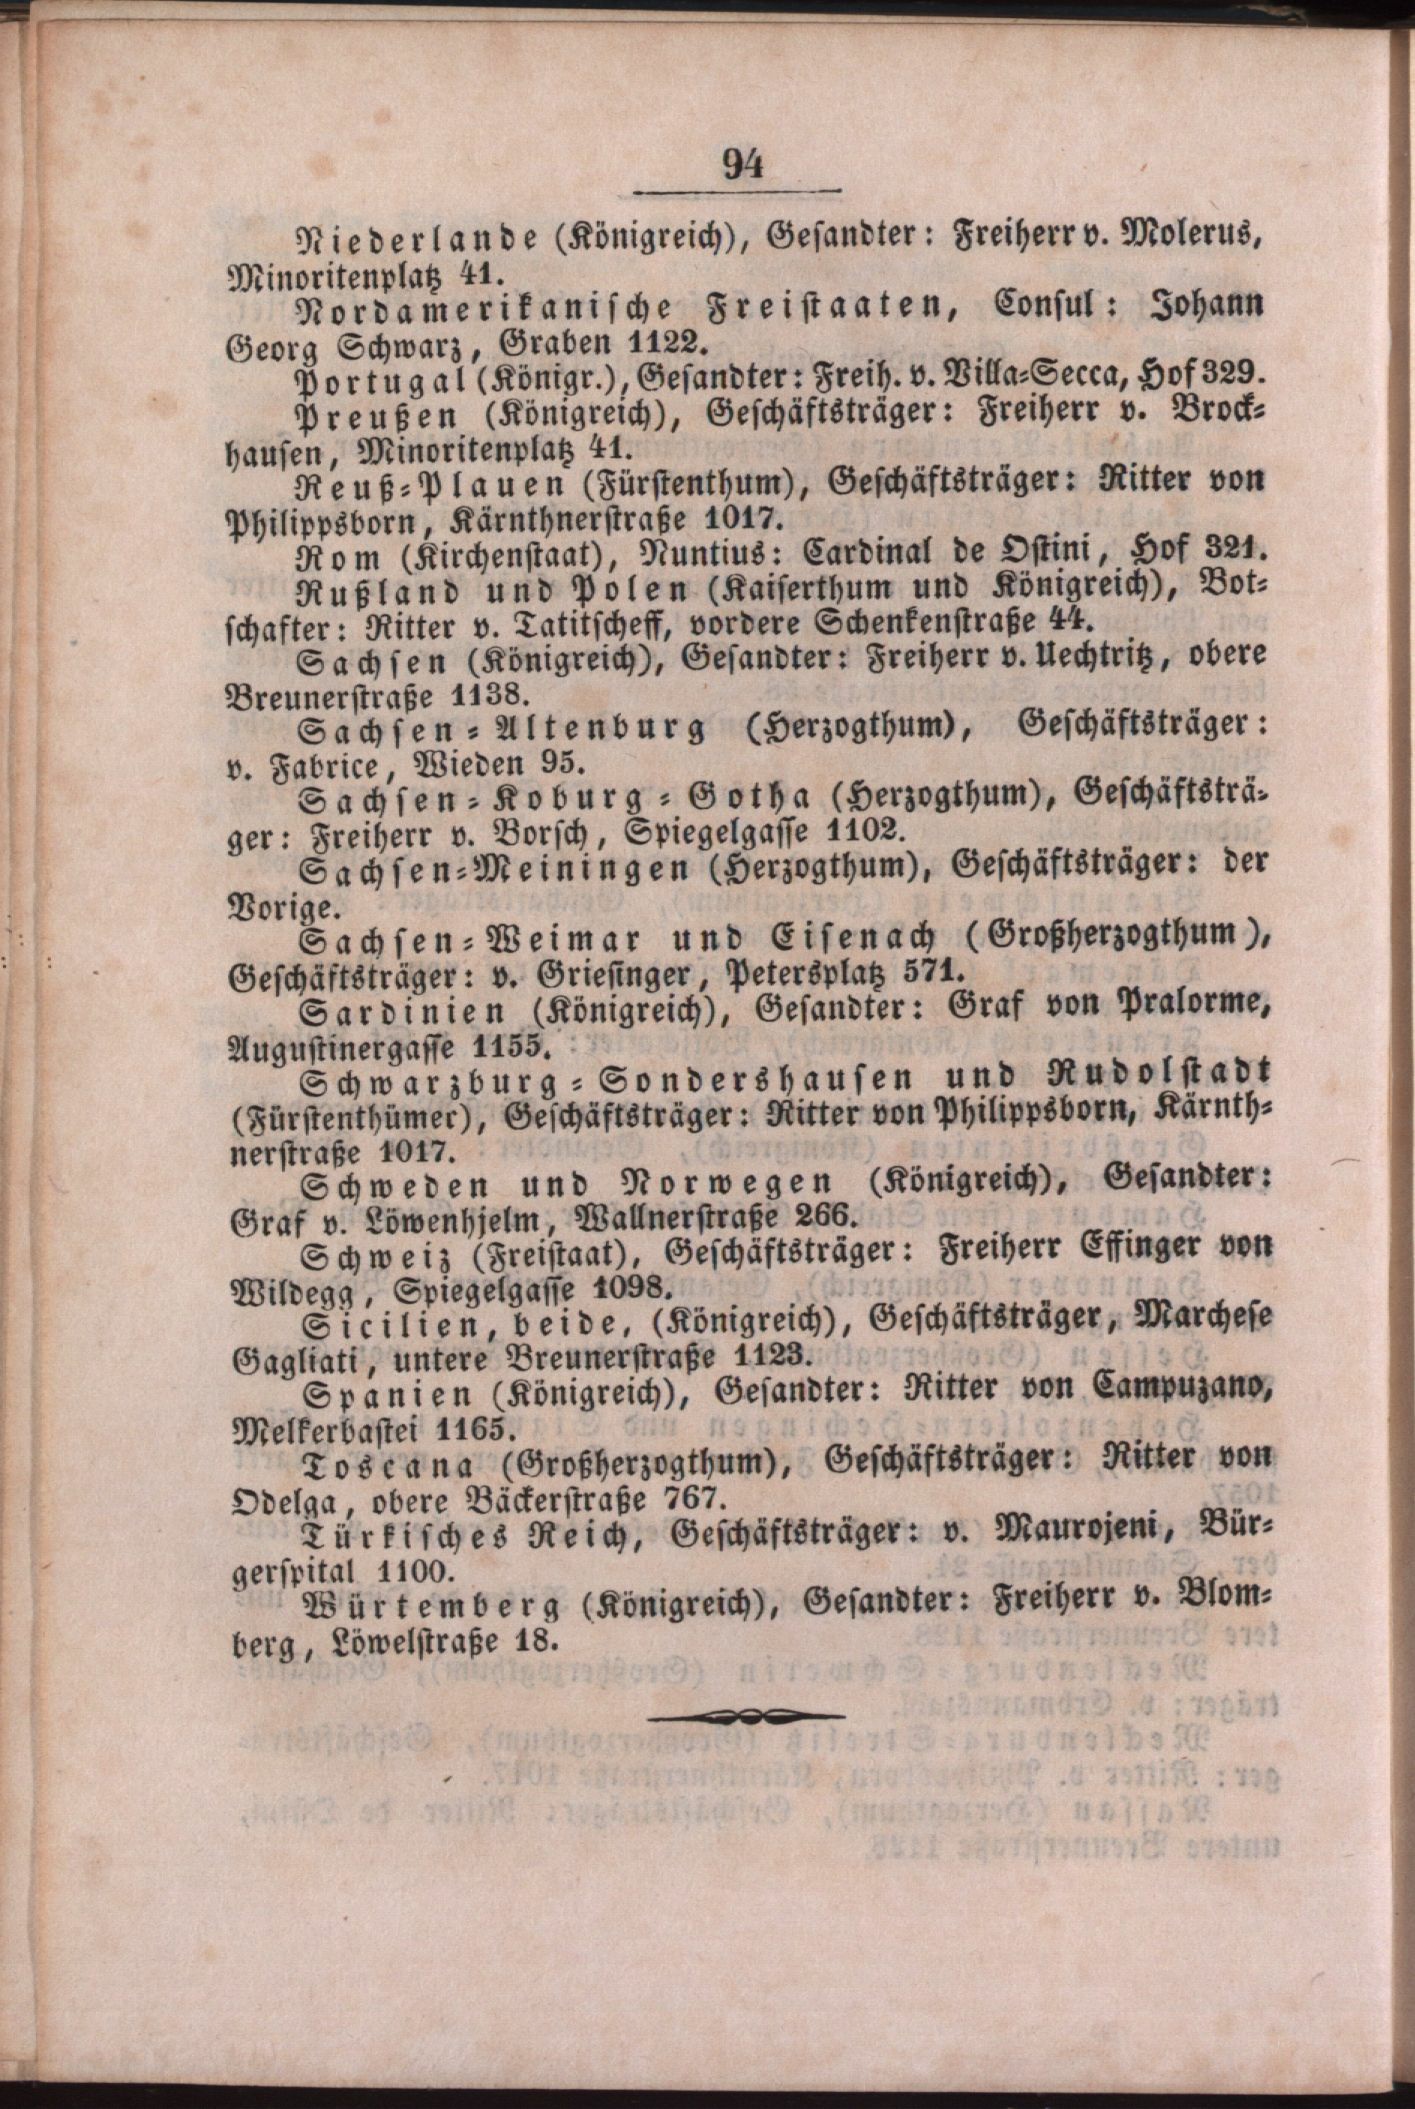 94
Niederlande (Königreich), Gesandter: Freiherr v. Molerus,
Minoritenplatz 41.
Nordamerikanische Freistaaten, Consul: Johann
Georg Schwarz, Graben 1122.
Portugal (Königr.), Gesandter: Freih. v. Villa-Secca, Hof 329.
Preußen (Königreich), Geschäftsträger: Freiherr v. Brock-
hausen, Minoritenplatz 41.
Reuß-Plauen (Fürstenthum), Geschäftsträger: Ritter von
Philippsborn, Kärnthnerstraße 1017.
Rom (Kirchenstaat), Nuntius: Cardinal de Ostini, Hof 321.
Rußland und Polen (Kaiserthum und Königreich), Bot-
schafter: Ritter v. Tatitscheff, vordere Schenkenstraße 44.
Sachsen (Königreich), Gesandter: Freiherr v. Uechtritz, obere
Breunerstraße 1138.
Sachsen-Altenburg (Herzogthum), Geschäftsträger:
v. Fabrice, Wieden 95.
Sachsen-Koburg-Gotha (Herzogthum), Geschäftsträ-
ger: Freiherr v. Borsch, Spiegelgasse 1102.
Sachsen-Meiningen (Herzogthum), Geschäftsträger: der
Vorige.
Sachsen-Weimar und Eisenach (Großherzogthum),
Geschäftsträger: v. Griesinger, Petersplatz 571.
Sardinien (Königreich), Gesandter: Graf von Pralorme,
Augustinergasse 1155.
Schwarzburg-Sondershausen und Rudolstadt
(Fürstenthümer), Geschäftsträger: Ritter von Philippsborn, Kärnth-
nerstraße 1017.
Schweden und Norwegen (Königreich), Gesandter:
Graf v. Löwenhjelm, Wallnerstraße 266.
Schweiz (Freistaat), Geschäftsträger: Freiherr Effinger von
Wildegg, Spiegelgasse 1098.
Sicilien, beide, (Königreich), Geschäftsträger, Marchese
Gagliati, untere Breunerstraße 1123.
Spanien (Königreich), Gesandter: Ritter von Campuzano,
Melkerbastei 1165.
Toscana (Großherzogthum), Geschäftsträger: Ritter von
Odelga, obere Bäckerstraße 767.
Türkisches Reich, Geschäftsträger: v. Maurojeni, Bür-
gerspital 1100.
Würtemberg (Königreich), Gesandter: Freiherr v. Blom-
berg, Löwelstraße 18.